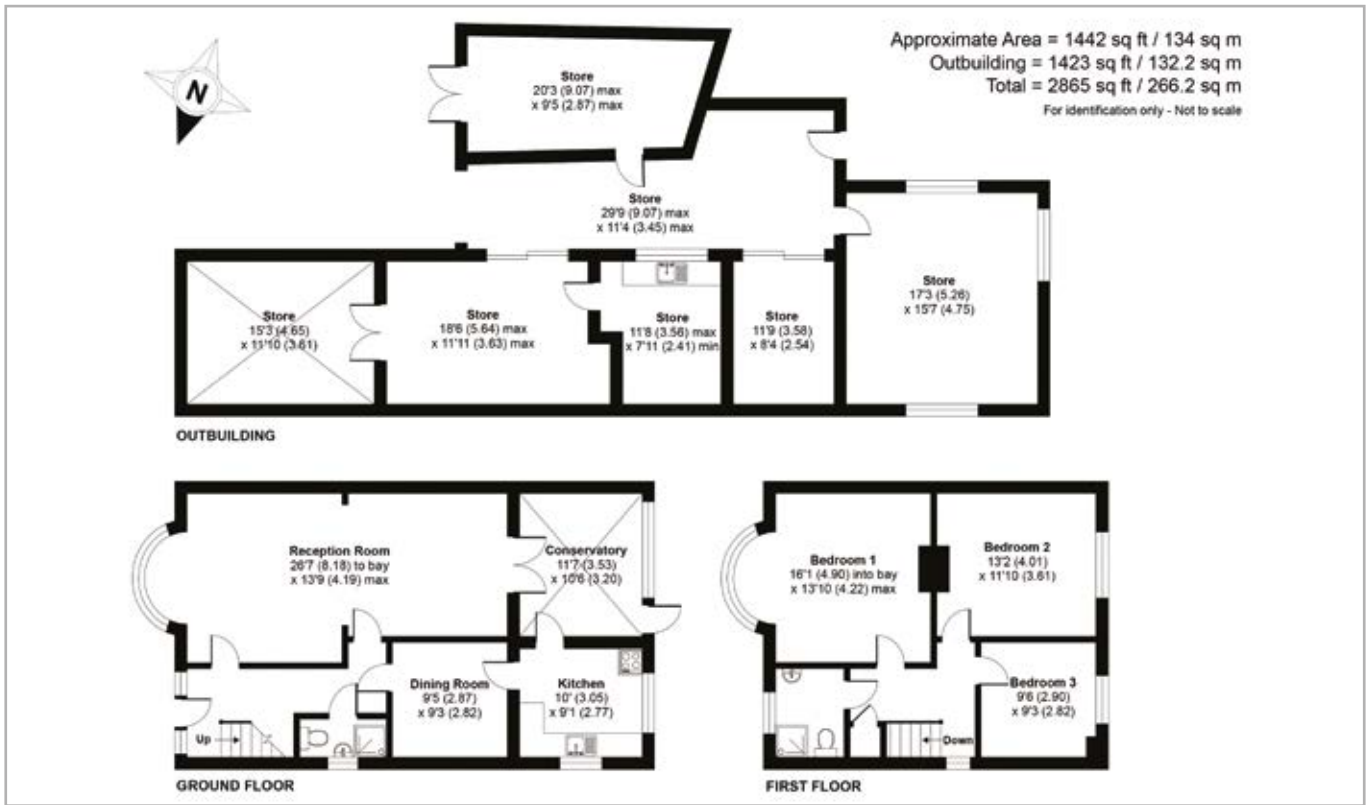 Approximate Area = 1442 sq ft / 134 sq m
Outbuilding = 1423 sq ft / 132.2 sq m
Total = 2865 sq ft / 266.2 sq m
For identification only - Not to scale
N
Store
20'3 (9.07) max
x 9'5 (2.87) max
Store
29'9 (9.07) max
x 11'4 (3.45) max
Store
15'3 (4.65)
x 11'10 (3.61)
Store
18'6 (5.64) max
x 11'11 (3.63) max
Store
11'8 (3.56) max
x 7'11 (2.41) min
Store
11'9 (3.58)
x 8'4 (2.54)
Store
17'3 (5.26)
x 15'7 (4.75)
OUTBUILDING
Reception Room
26'7 (8.18) to bay
x 13'9 (4.19) max
Conservatory
11'7 (3.53)
x 10'6 (3.20)
Dining Room
9'5 (2.87)
x 9'3 (2.82)
Kitchen
10" (3.05)
x 9'1 (2.77)
Up
GROUND FLOOR
Bedroom 1
16'1 (4.90) into bay
x 13'10 (4.22) max
Bedroom 2
13'2 (4.01)
x 11'10 (3.61)
Bedroom 3
9'6 (2.90)
x 9'3 (2.82)
Down
FIRST FLOOR